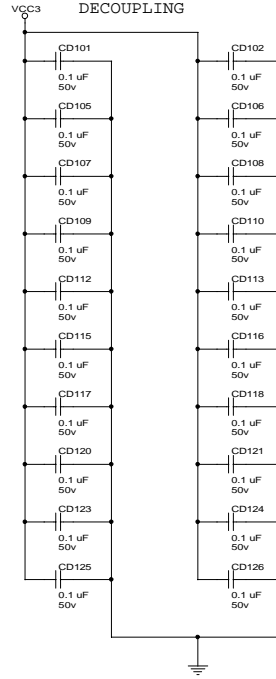 DECOUPLING
VCC3
CD101
0.1 uF
50v
CD102
0.1 uF
50v
CD105
0.1 uF
50v
CD106
0.1 uF
50v
CD107
0.1 uF
50v
CD108
0.1 uF
50v
CD109
0.1 uF
50v
CD110
0.1 uF
50v
CD112
0.1 uF
50v
CD113
0.1 uF
50v
CD115
0.1 uF
50v
CD116
0.1 uF
50v
CD117
0.1 uF
50v
CD118
0.1 uF
50v
CD120
0.1 uF
50v
CD121
0.1 uF
50v
CD123
0.1 uF
50v
CD124
0.1 uF
50v
CD125
0.1 uF
50v
CD126
0.1 uF
50v